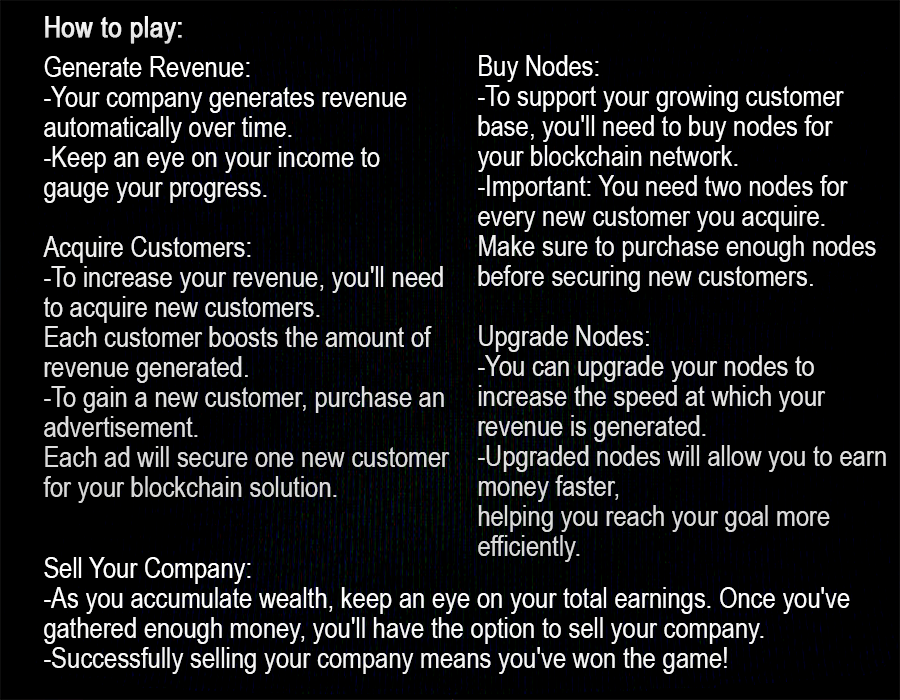 How to play:
Generate Revenue:
-Your company generates revenue
automatically over time.
-Keep an eye on your income to
gauge your progress.
Acquire Customers:
-To increase your revenue, you'll need
to acquire new customers.
Each customer boosts the amount of
revenue generated.
-To gain a new customer, purchase an
advertisement.
Each ad will secure one new customer
for your blockchain solution.
Buy Nodes:
-To support your growing customer
base, you'll need to buy nodes for
your blockchain network.
-Important: You need two nodes for
every new customer you acquire.
Make sure to purchase enough nodes
before securing new customers.
Upgrade Nodes:
-You can upgrade your nodes to
increase the speed at which your
revenue is generated.
-Upgraded nodes will allow you to earn
money faster,
helping you reach your goal more
efficiently.
Sell Your Company:
-As you accumulate wealth, keep an eye on your total earnings. Once you've
gathered enough money, you'll have the option to sell your company.
-Successfully selling your company means you've won the game!